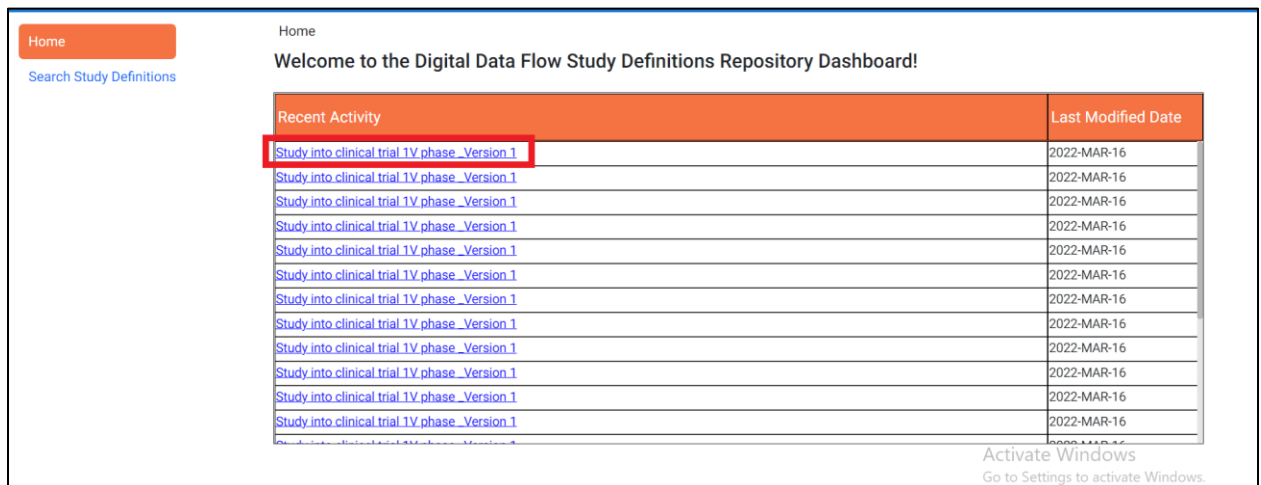 Home
Home
Welcome to the Digital Data Flow Study Definitions Repository Dashboard!
Search Study Definitions
Recent Activity Last Modified Date
Study into clinical trial 1V phase _Version 1 2022-MAR-16
Study into clinical trial 1V phase _Version 1 2022-MAR-16
Study into clinical trial 1V phase _Version 1 2022-MAR-16
Study into clinical trial 1V phase _Version 1 2022-MAR-16
Study into clinical trial 1V phase _Version 1 2022-MAR-16
Study into clinical trial 1V phase _Version 1 2022-MAR-16
Study into clinical trial 1V phase _Version 1 2022-MAR-16
Study into clinical trial 1V phase _Version 1 2022-MAR-16
Study into clinical trial 1V phase _Version 1 2022-MAR-16
Study into clinical trial 1V phase _Version 1 2022-MAR-16
Study into clinical trial 1V phase _Version 1 2022-MAR-16
Study into clinical trial 1V phase _Version 1 2022-MAR-16
Activate Windows
Go to Settings to activate Windows.